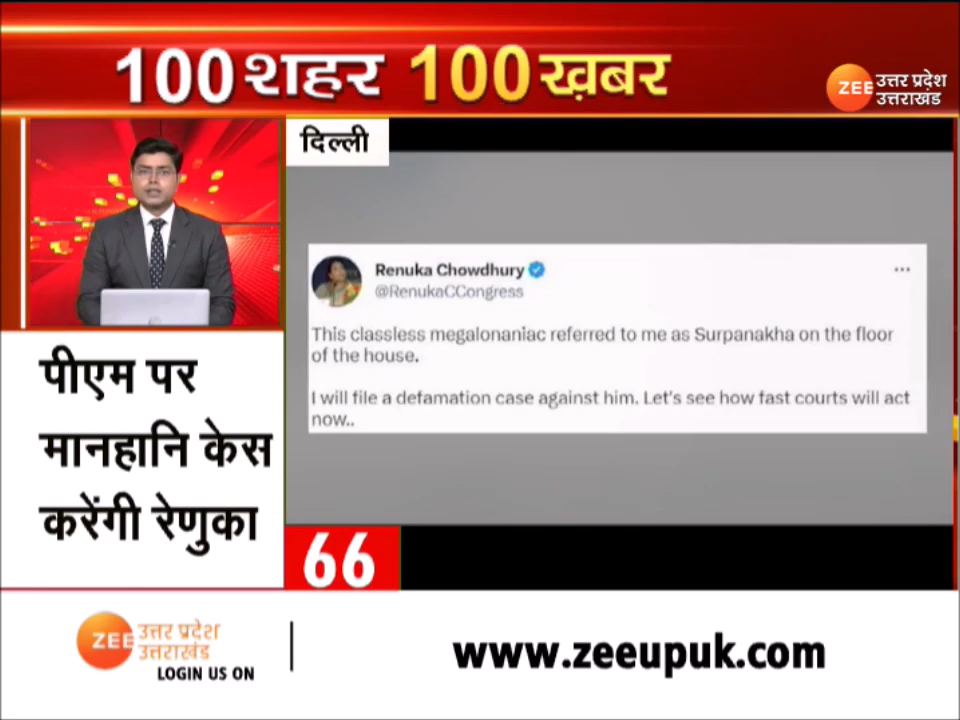 100 शहर 100 ख़बर
ZEE उत्तर प्रदेश
उत्तराखंड
दिल्ली
Renuka Chowdhury
@RenukaCCongress
This classless megalonaniac referred to me as Surpanakha on the floor
of the house.
I will file a defamation case against him. Let's see how fast courts will act
now..
पीएम पर
मानहानि केस
करेंगी रेणुका
66
ZEE उत्तर प्रदेश
उत्तराखंड
LOGIN US ON
www.zeeupuk.com